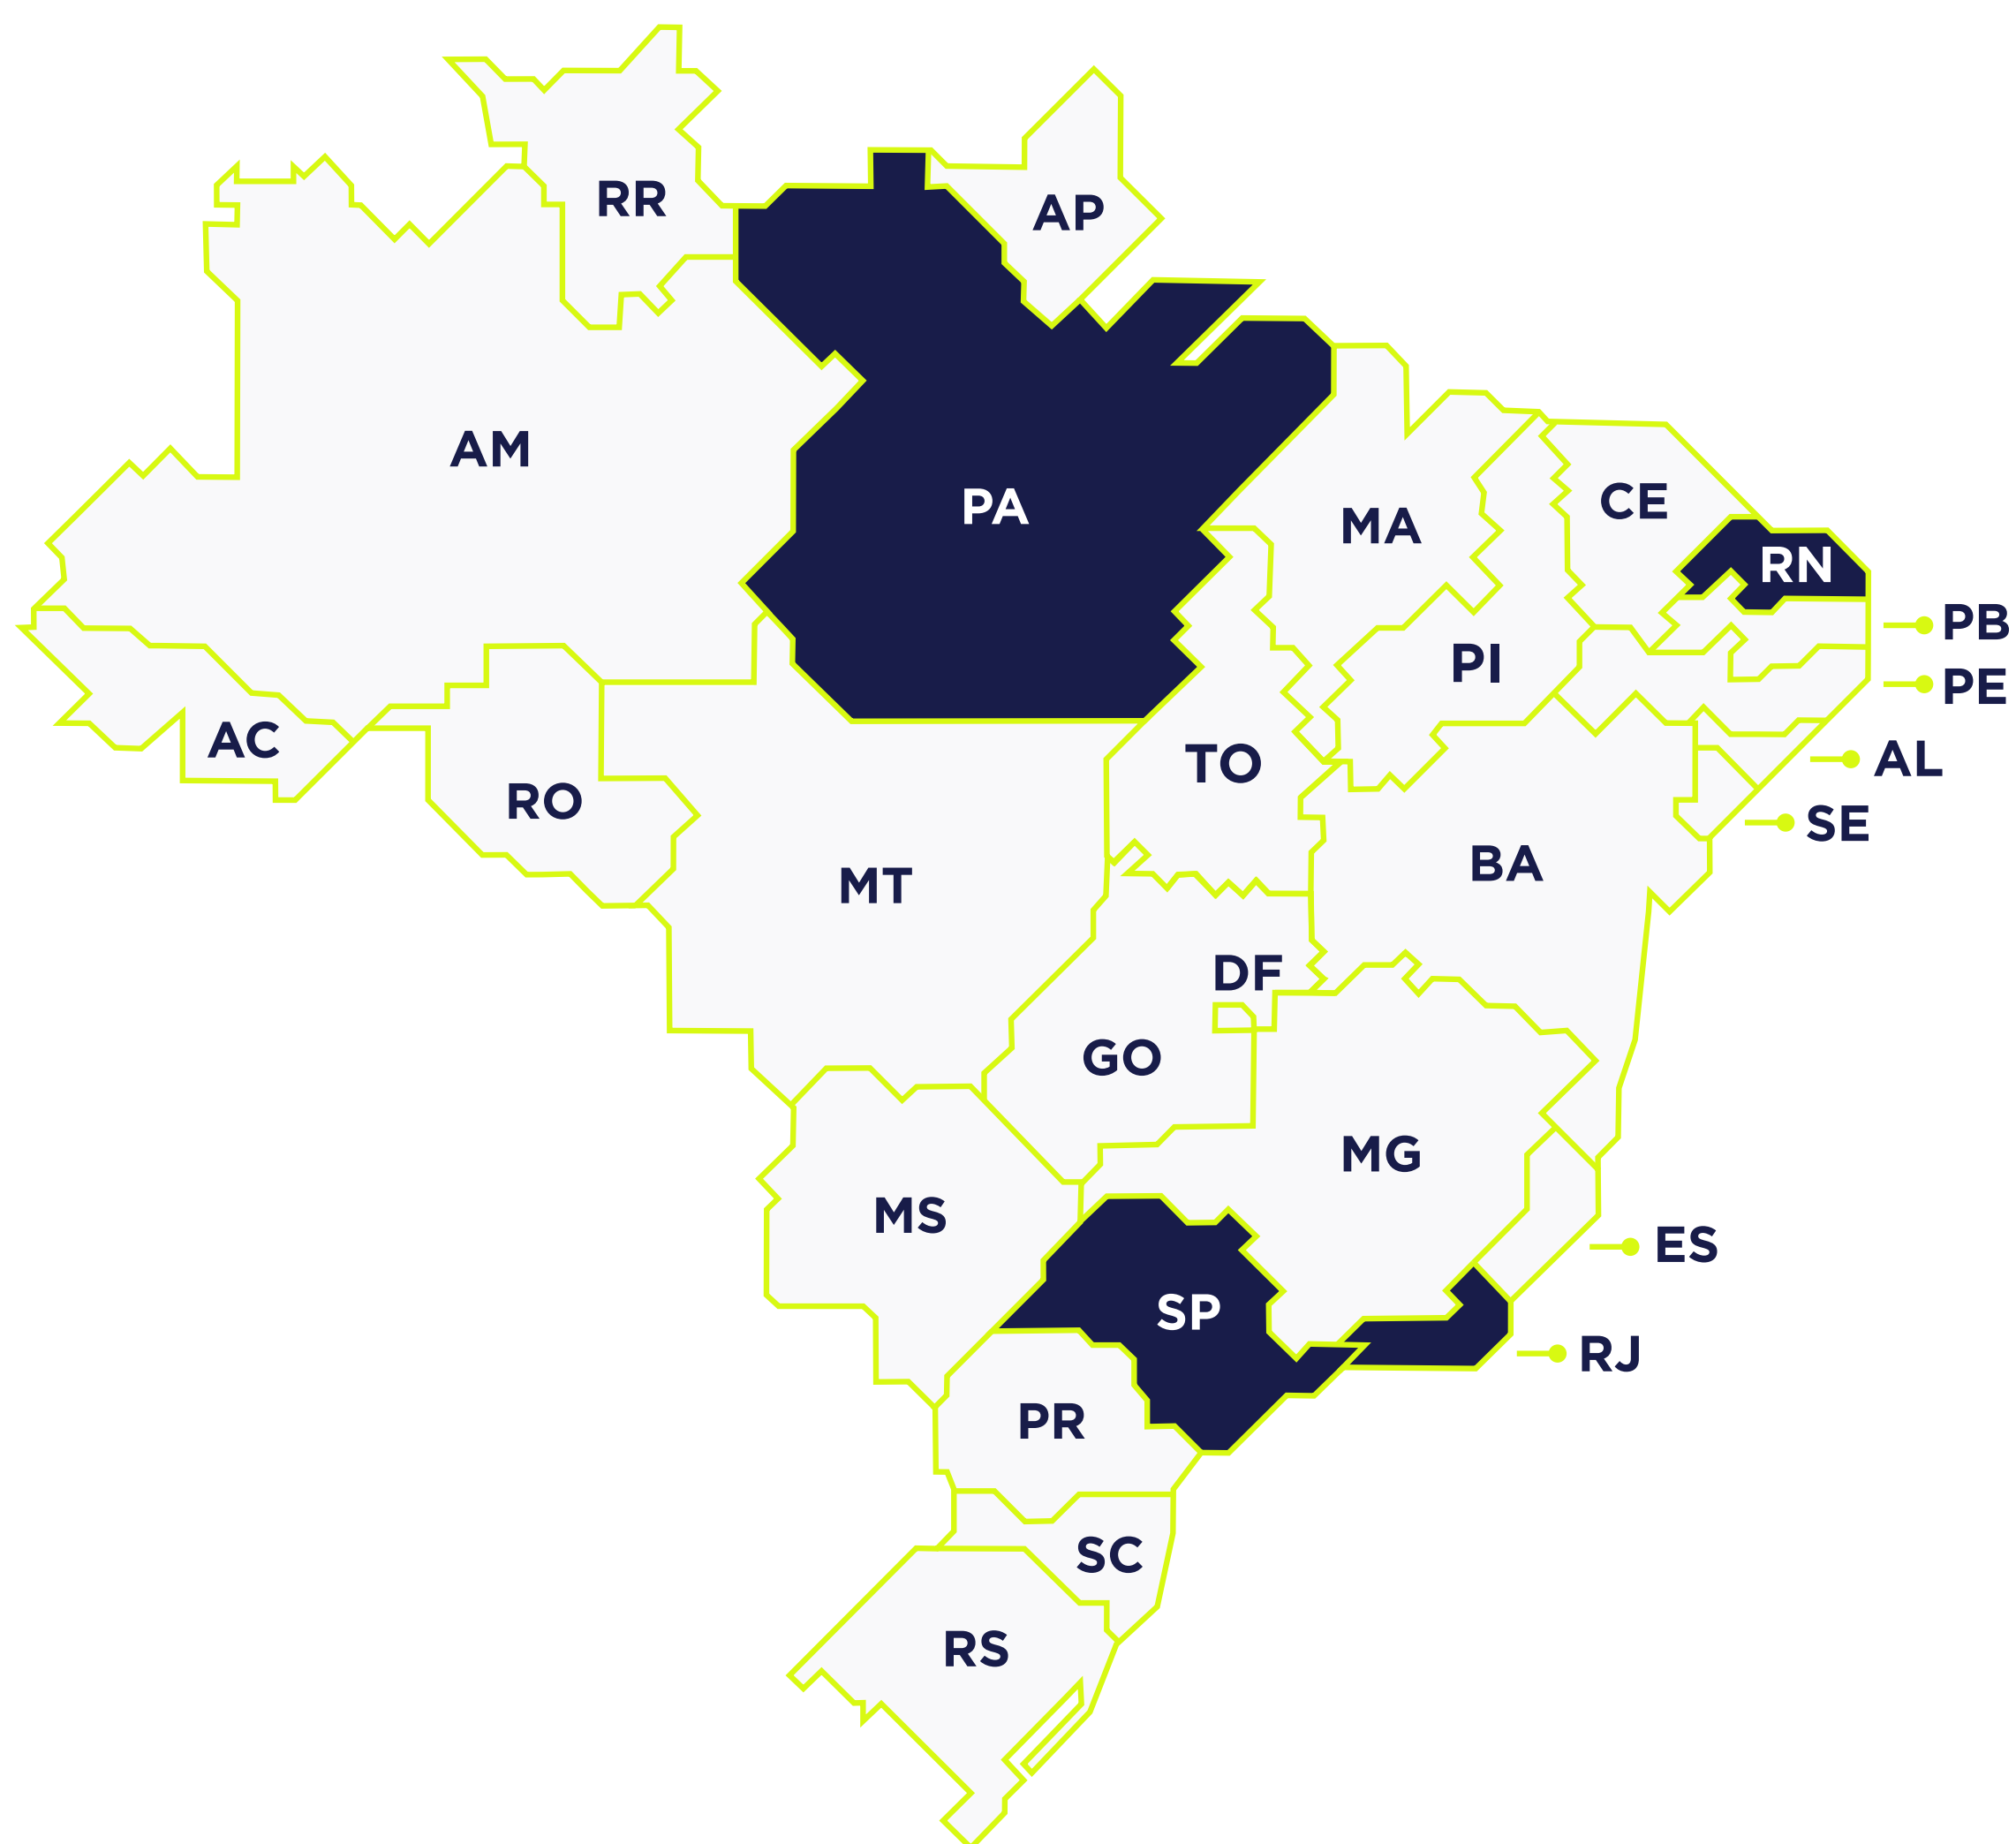 RR
AP
AM
PA
CE
MA
RN
PB
PI
PE
AC
TO
AL
RO
SE
MT
BA
DF
GO
MG
MS
ES
SP
RJ
PR
SC
RS